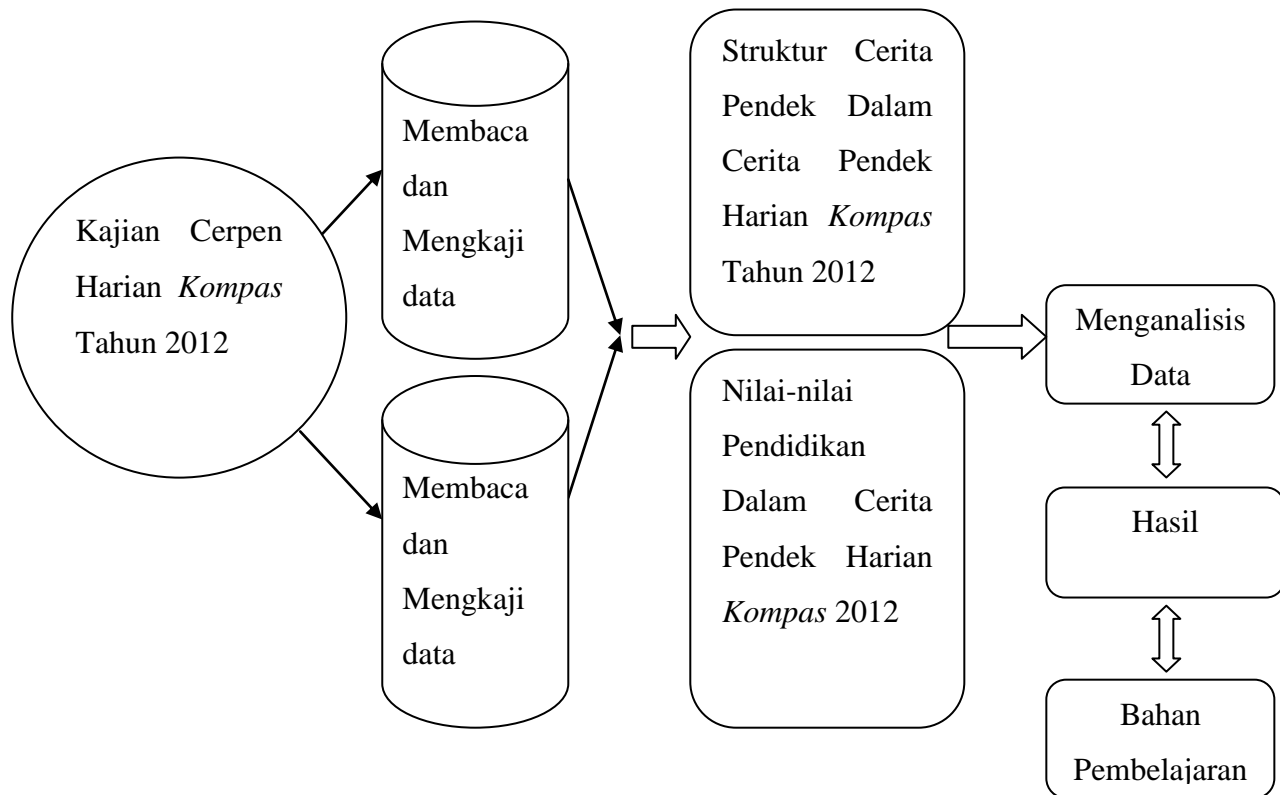 Kajian Cerpen
Harian Kompas
Tahun 2012
Membaca
dan
Mengkaji
data
Membaca
dan
Mengkaji
data
Struktur Cerita
Pendek Dalam
Cerita Pendek
Harian Kompas
Tahun 2012
Nilai-nilai
Pendidikan
Dalam Cerita
Pendek Harian
Kompas 2012
Menganalisis
Data
Hasil
Bahan
Pembelajaran